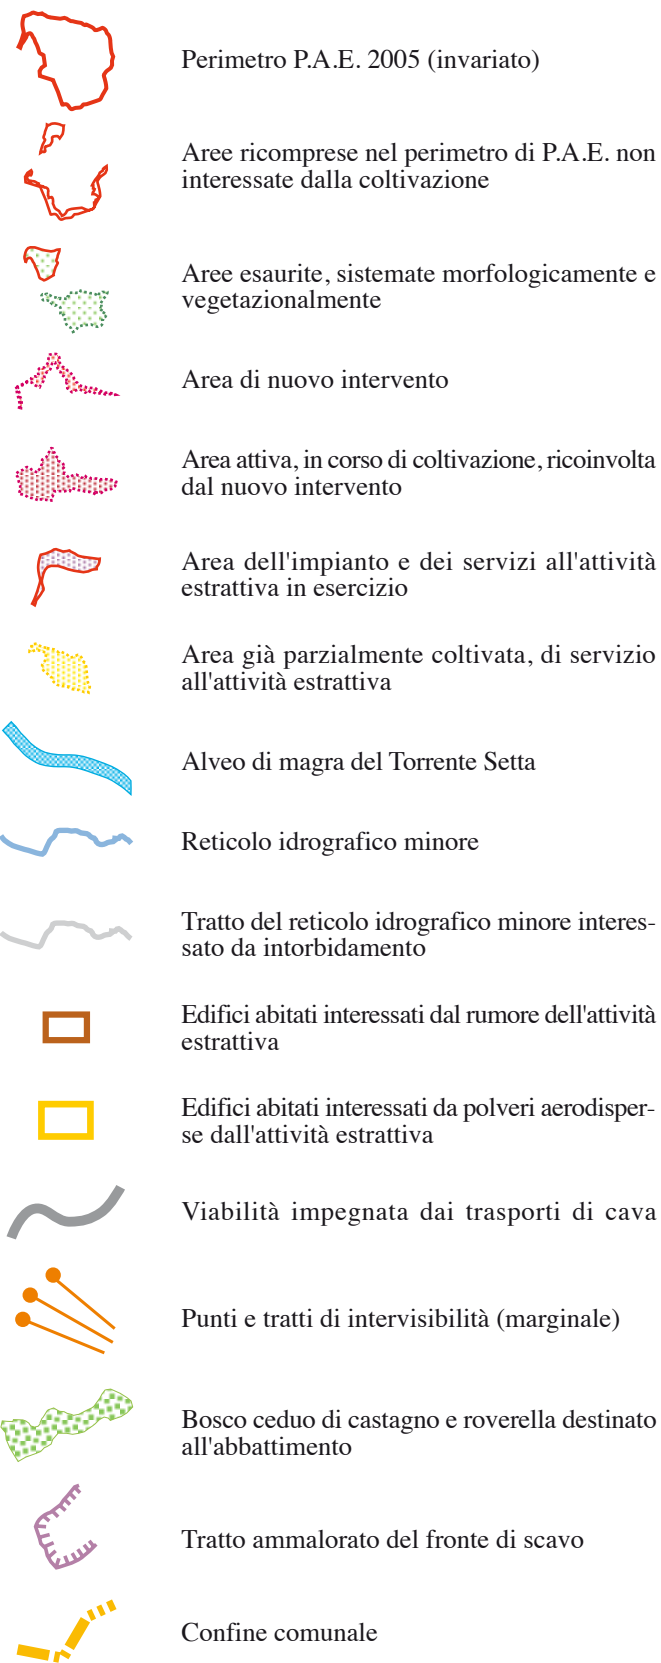 Perimetro P.A.E. 2005 (invariato)
Aree ricomprese nel perimetro di P.A.E. non
interessate dalla coltivazione
Aree esaurite, sistemate morfologicamente e
vegetazionalmente
Area di nuovo intervento
Area attiva, in corso di coltivazione, ricoinvolta
dal nuovo intervento
Area dell'impianto e dei servizi all'attività
estrattiva in esercizio
Area già parzialmente coltivata, di servizio
all'attività estrattiva
Alveo di magra del Torrente Setta
Reticolo idrografico minore
Tratto del reticolo idrografico minore interes-
sato da intorbidamento
Edifici abitati interessati dal rumore dell'attività
estrattiva
Edifici abitati interessati da polveri aerodisper-
se dall'attività estrattiva
Viabilità impegnata dai trasporti di cava
Punti e tratti di intervisibilità (marginale)
Bosco ceduo di castagno e roverella destinato
all'abbattimento
Tratto ammalorato del fronte di scavo
Confine comunale